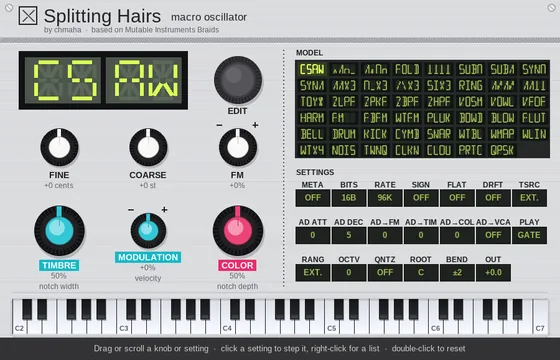 Splitting Hairs macro oscillator
by chmaha · based on Mutable Instruments Braids
CSAW
EDIT
FINE
+0 cents
COARSE
+0 st
− +
FM
+0%
TIMBRE
50%
notch width
− +
MODULATION
+0%
velocity
COLOR
50%
notch depth
MODEL
CSAW FOLD SUB SUB SYN
SYN RING
TOY* ZLPF ZPKF ZBPF ZHPF VOSM VOWL VFOF
HARM FM FBFM WTFM PLUK BOWD BLOW FLUT
BELL DRUM KICK CYMB SNAR WTBL WMAP WLIN
WTX4 NOIS TWNQ CLKN CLOU PRTC QPSK
SETTINGS
META BITS RATE SIGN FLAT DRFT TSRC
OFF 16B 96K OFF OFF OFF EXT.
AD ATT AD DEC AD→FM AD→TIM AD→COL AD→VCA PLAY
0 5 0 0 0 OFF GATE
RANG OCTV QNTZ ROOT BEND OUT
EXT. 0 OFF C ±2 +0.0
C2 C3 C4 C5 C6 C7
Drag or scroll a knob or setting · click a setting to step it, right-click for a list · double-click to reset